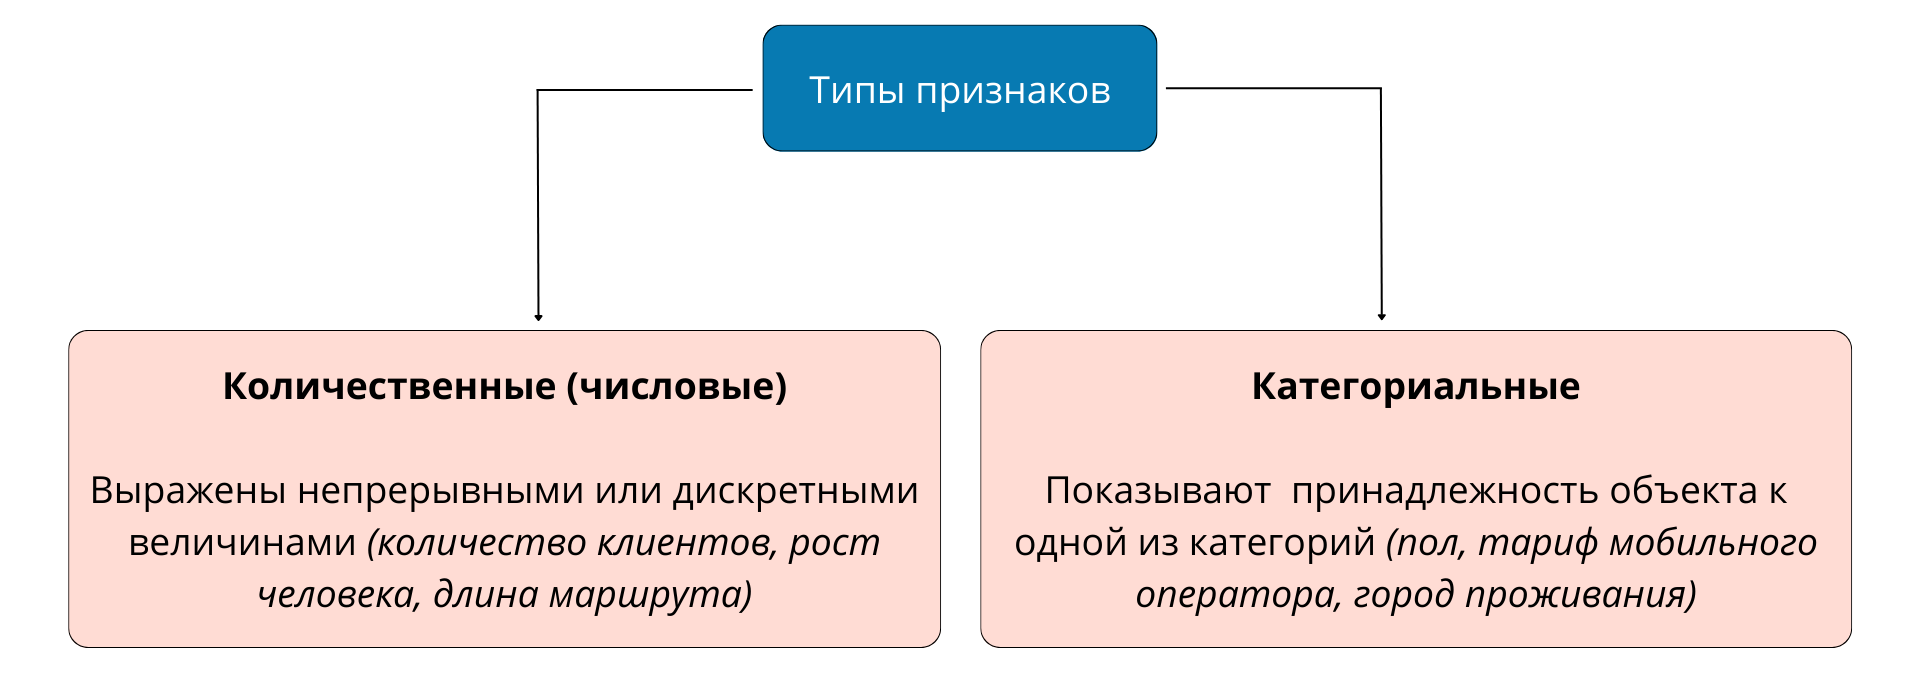 Типы признаков
Количественные (числовые)
Выражены непрерывными или дискретными
величинами (количество клиентов, рост
человека, длина маршрута)
Категориальные
Показывают  принадлежность объекта к
одной из категорий (пол, тариф мобильного
оператора, город проживания)